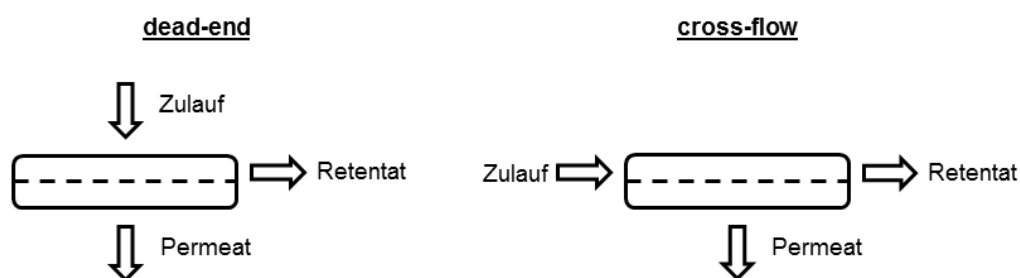 dead-end
Zulauf
Retentat
Permeat
cross-flow
Zulauf
Retentat
Permeat